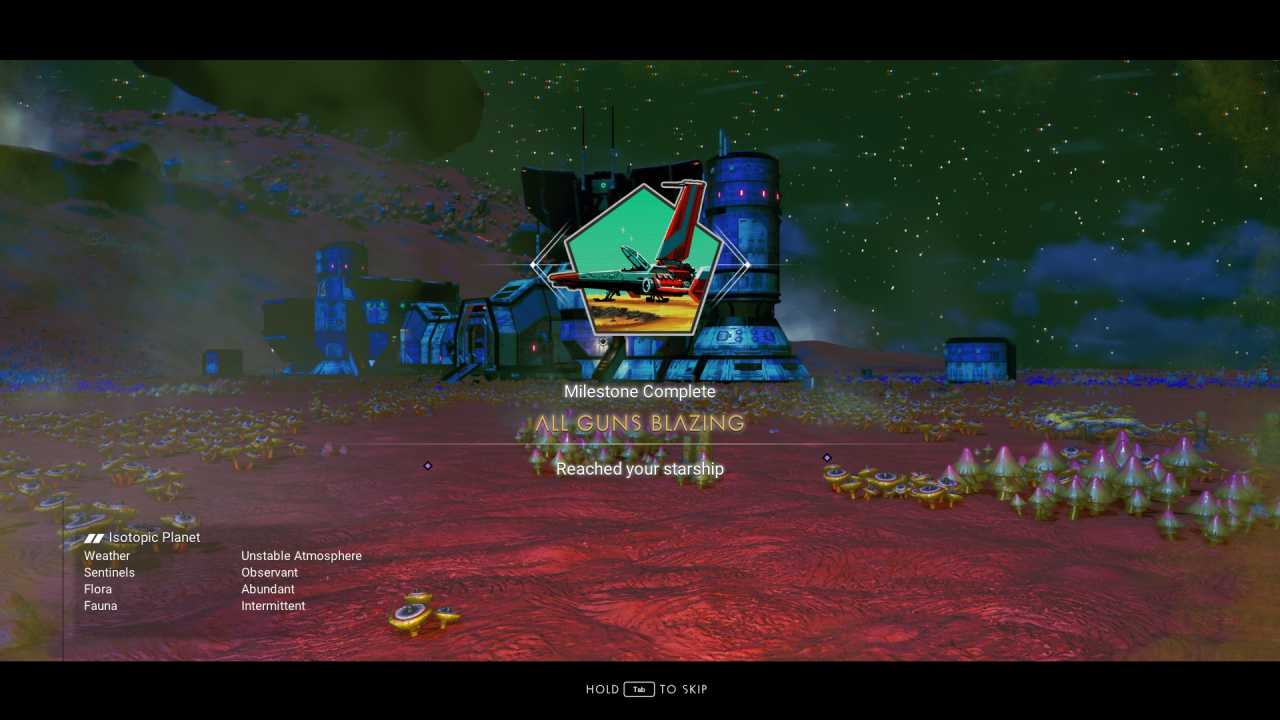 Milestone Complete
ALL GUNS BLAZING
Reached your starship
Isotopic Planet
Weather Unstable Atmosphere
Sentinels Observant
Flora Abundant
Fauna Intermittent
HOLD Tab TO SKIP